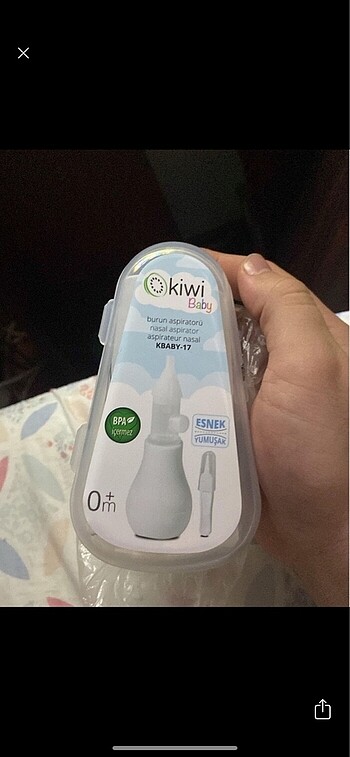 kiwi
Baby
burun aspiratörü
nasal aspirator
aspirateur nasal
KBABY-17
BPA
içermez
ESNEK
YUMUŞAK
0+m